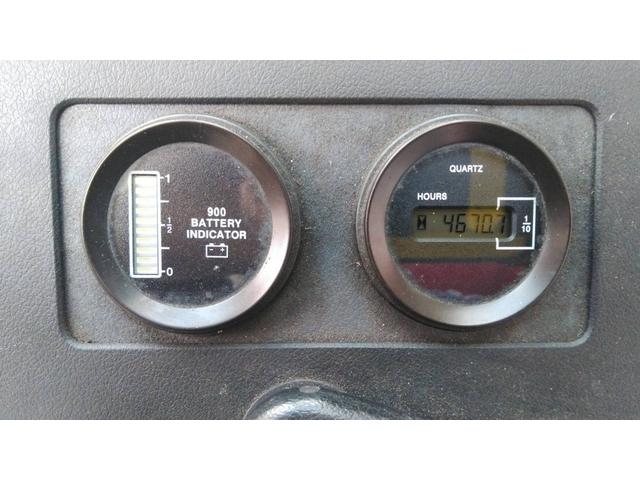 1
1/2
0
900
BATTERY
INDICATOR
- +
QUARTZ
HOURS
4670.7
1/10